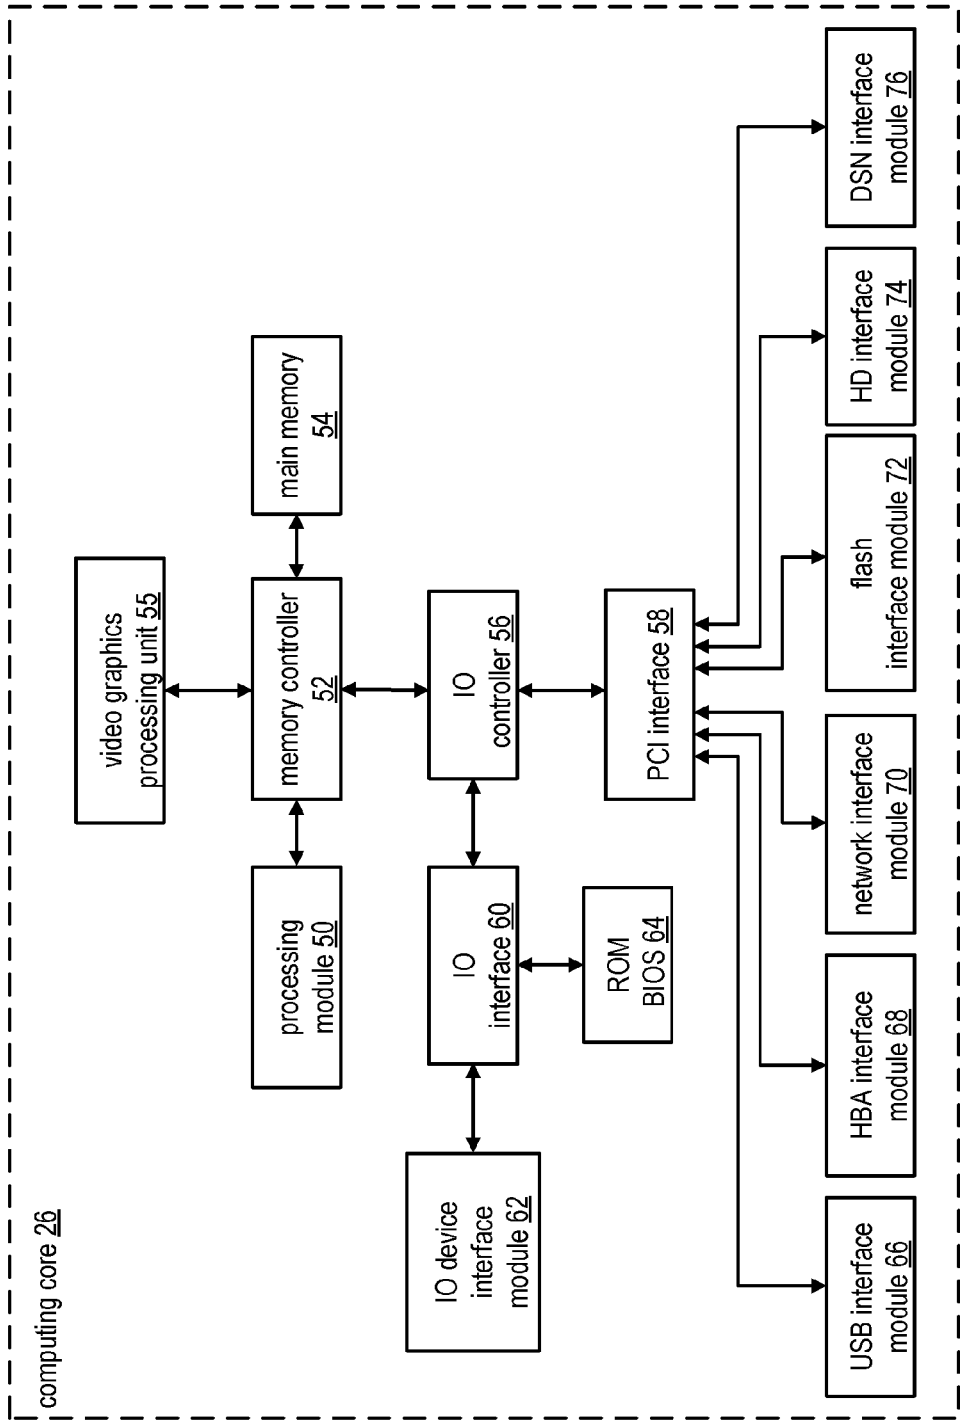 computing core 26
video graphics
processing unit 55
processing
module 50
memory controller
52
main memory
54
IO device
interface
module 62
IO
interface 60
IO
controller 56
ROM
BIOS 64
PCI interface 58
USB interface
module 66
HBA interface
module 68
network interface
module 70
flash
interface module 72
HD interface
module 74
DSN interface
module 76